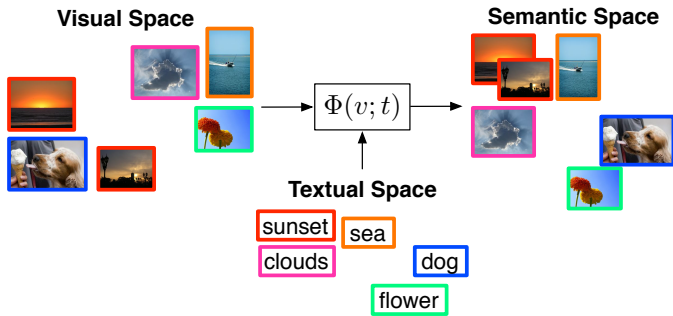 Visual Space
Semantic Space
Φ(v; t)
Textual Space
sunset
sea
clouds
dog
flower